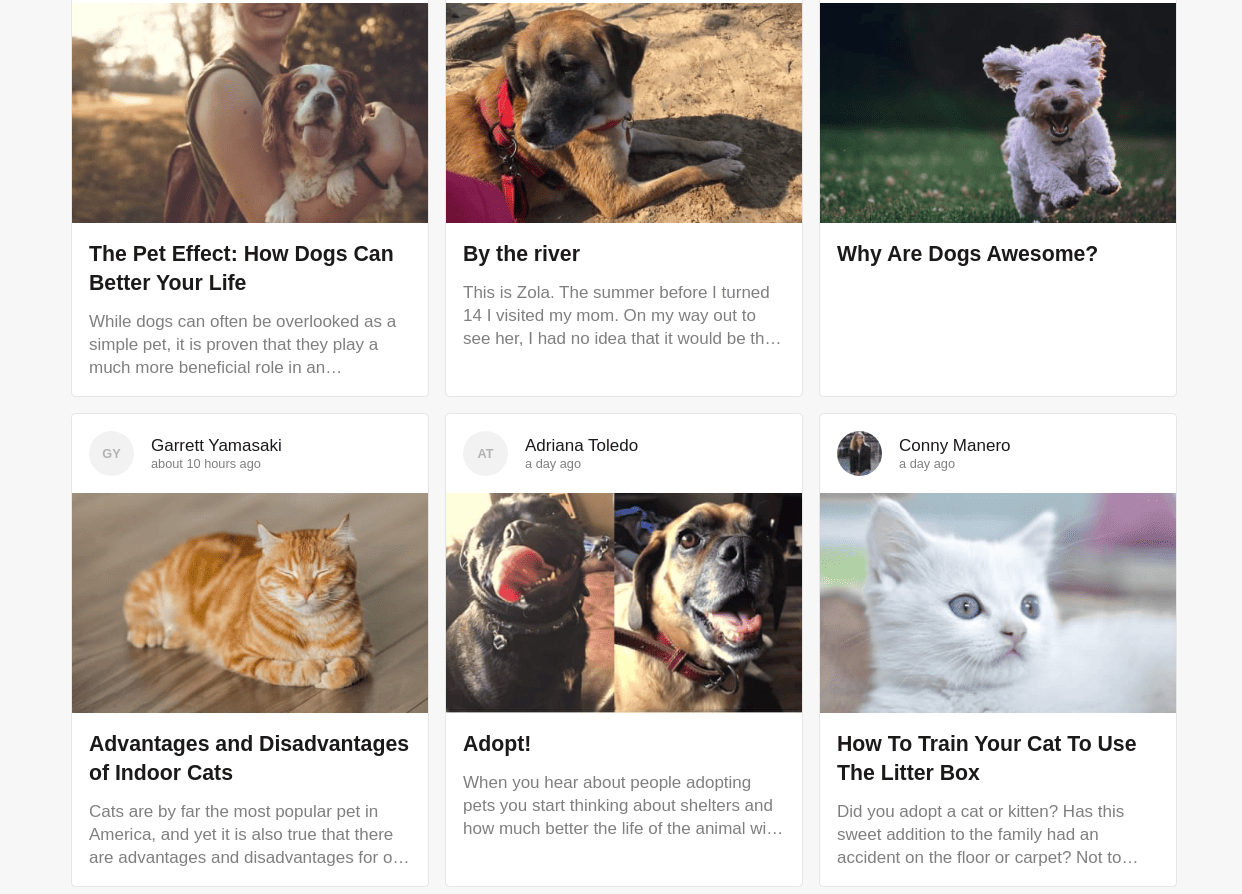 The Pet Effect: How Dogs Can
Better Your Life
While dogs can often be overlooked as a
simple pet, it is proven that they play a
much more beneficial role in an…
By the river
This is Zola. The summer before I turned
14 I visited my mom. On my way out to
see her, I had no idea that it would be th…
Why Are Dogs Awesome?
GY
Garrett Yamasaki
about 10 hours ago
Advantages and Disadvantages
of Indoor Cats
Cats are by far the most popular pet in
America, and yet it is also true that there
are advantages and disadvantages for o…
AT
Adriana Toledo
a day ago
Adopt!
When you hear about people adopting
pets you start thinking about shelters and
how much better the life of the animal wi…
Conny Manero
a day ago
How To Train Your Cat To Use
The Litter Box
Did you adopt a cat or kitten? Has this
sweet addition to the family had an
accident on the floor or carpet? Not to…